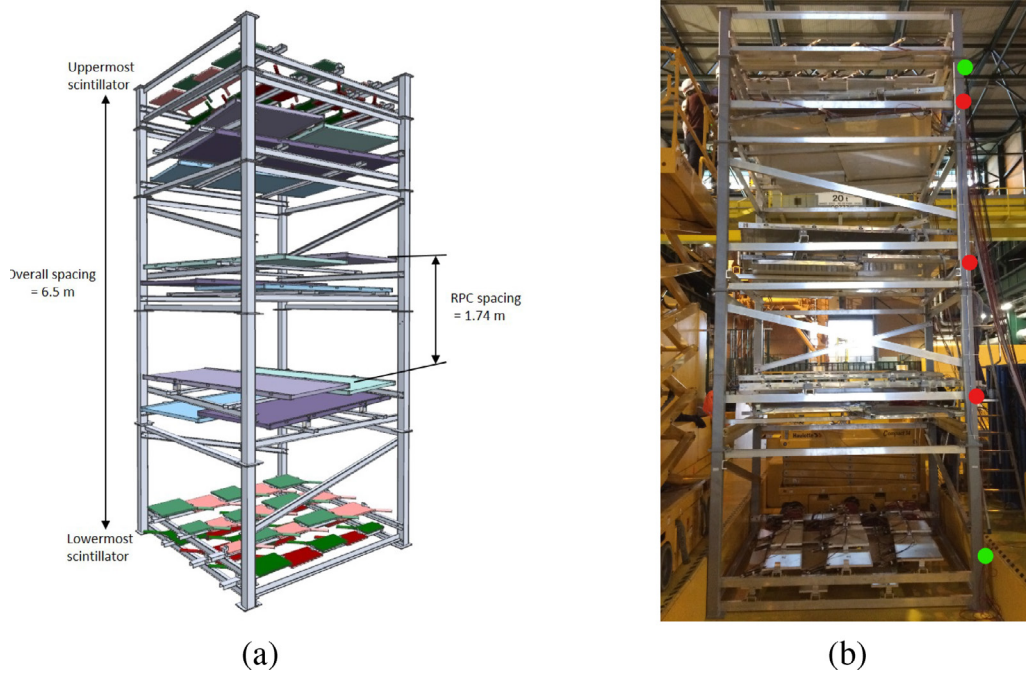 Uppermost
scintillator
Overall spacing
= 6.5 m
RPC spacing
= 1.74 m
Lowermost
scintillator
20 t
(a)
(b)